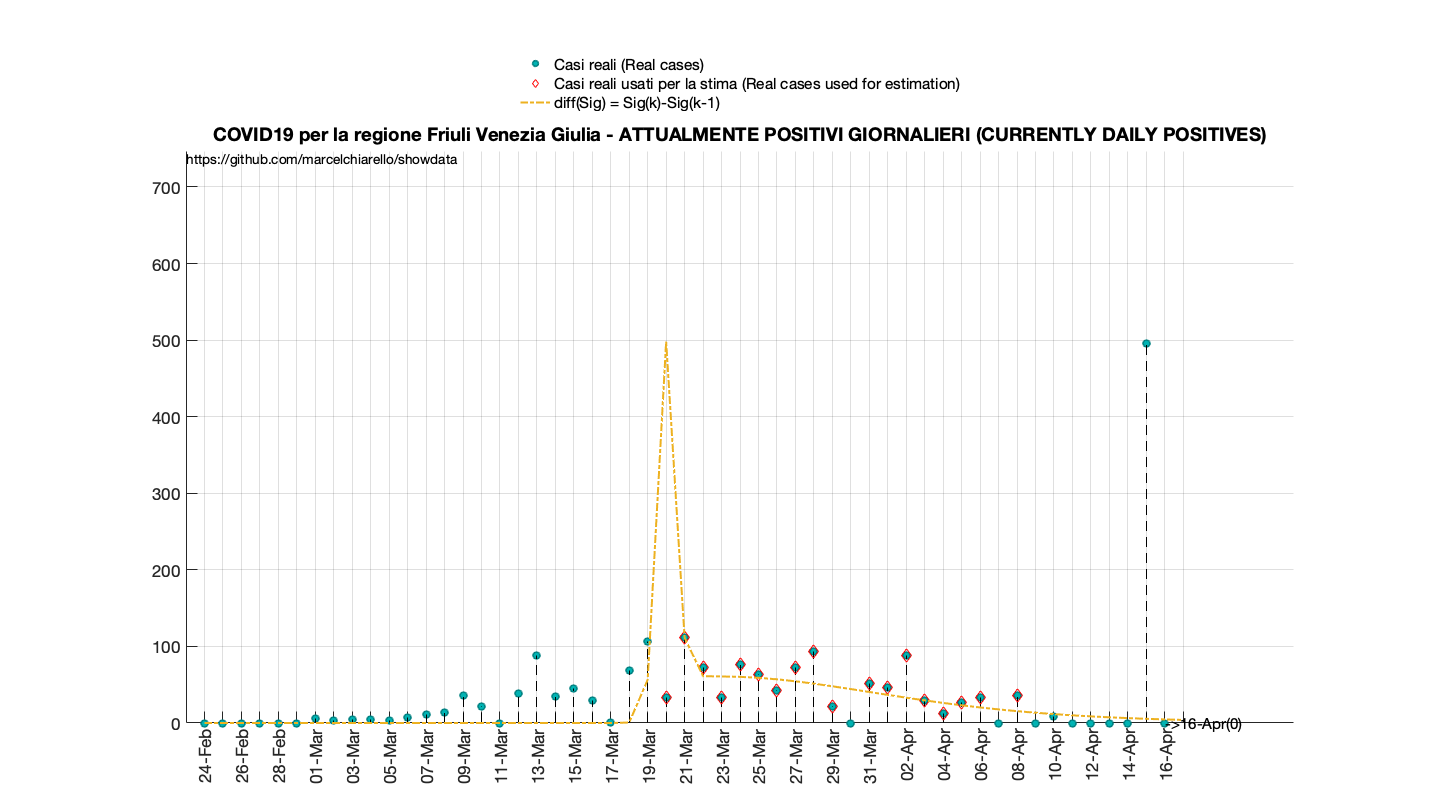 Casi reali (Real cases)
Casi reali usati per la stima (Real cases used for estimation)
diff(Sig) = Sig(k)-Sig(k-1)
COVID19 per la regione Friuli Venezia Giulia - ATTUALMENTE POSITIVI GIORNALIERI (CURRENTLY DAILY POSITIVES)
https://github.com/marcelchiarello/showdata
700
600
500
400
300
200
100
0
->16-Apr(0)
24-Feb
26-Feb
28-Feb
01-Mar
03-Mar
05-Mar
07-Mar
09-Mar
11-Mar
13-Mar
15-Mar
17-Mar
19-Mar
21-Mar
23-Mar
25-Mar
27-Mar
29-Mar
31-Mar
02-Apr
04-Apr
06-Apr
08-Apr
10-Apr
12-Apr
14-Apr
16-Apr